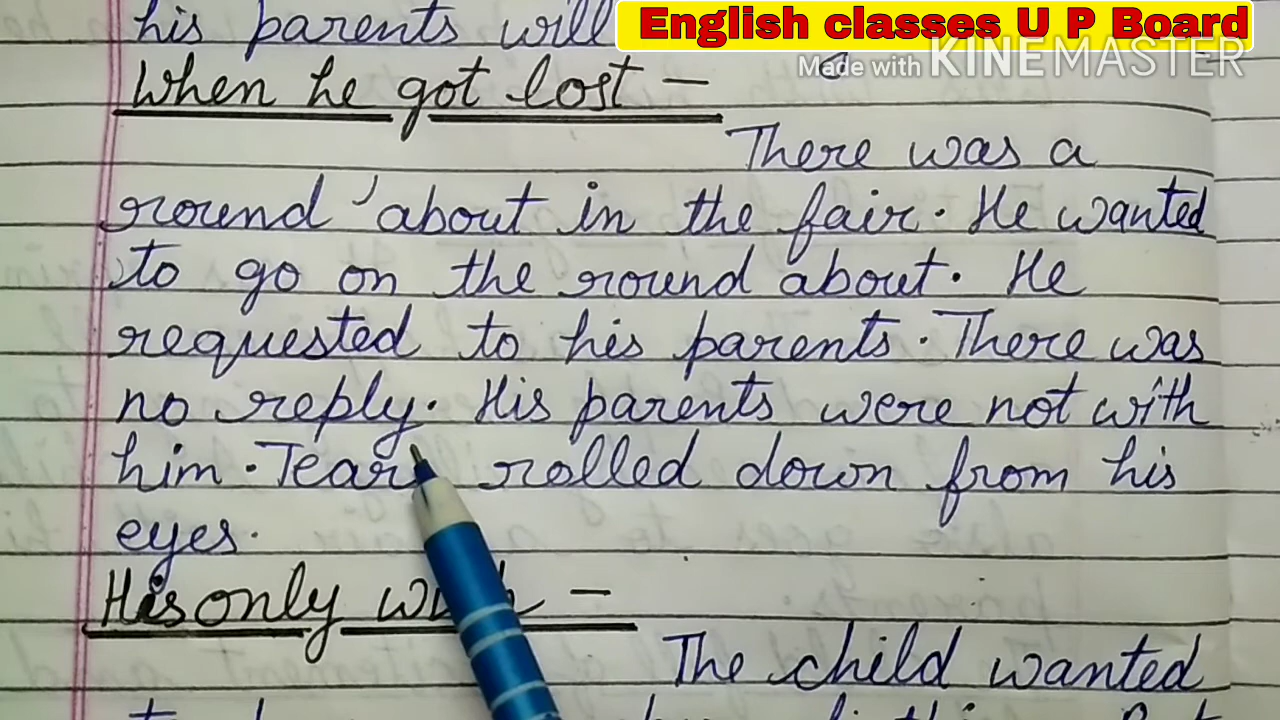 his parents will
English classes U P Board
Made with KINEMASTER
When he got lost –
There was a
round about in the fair. He wanted
to go on the round about. He
requested to his parents. There was
no reply. His parents were not with
him. Tears rolled down from his
eyes.
His only –
The child wanted